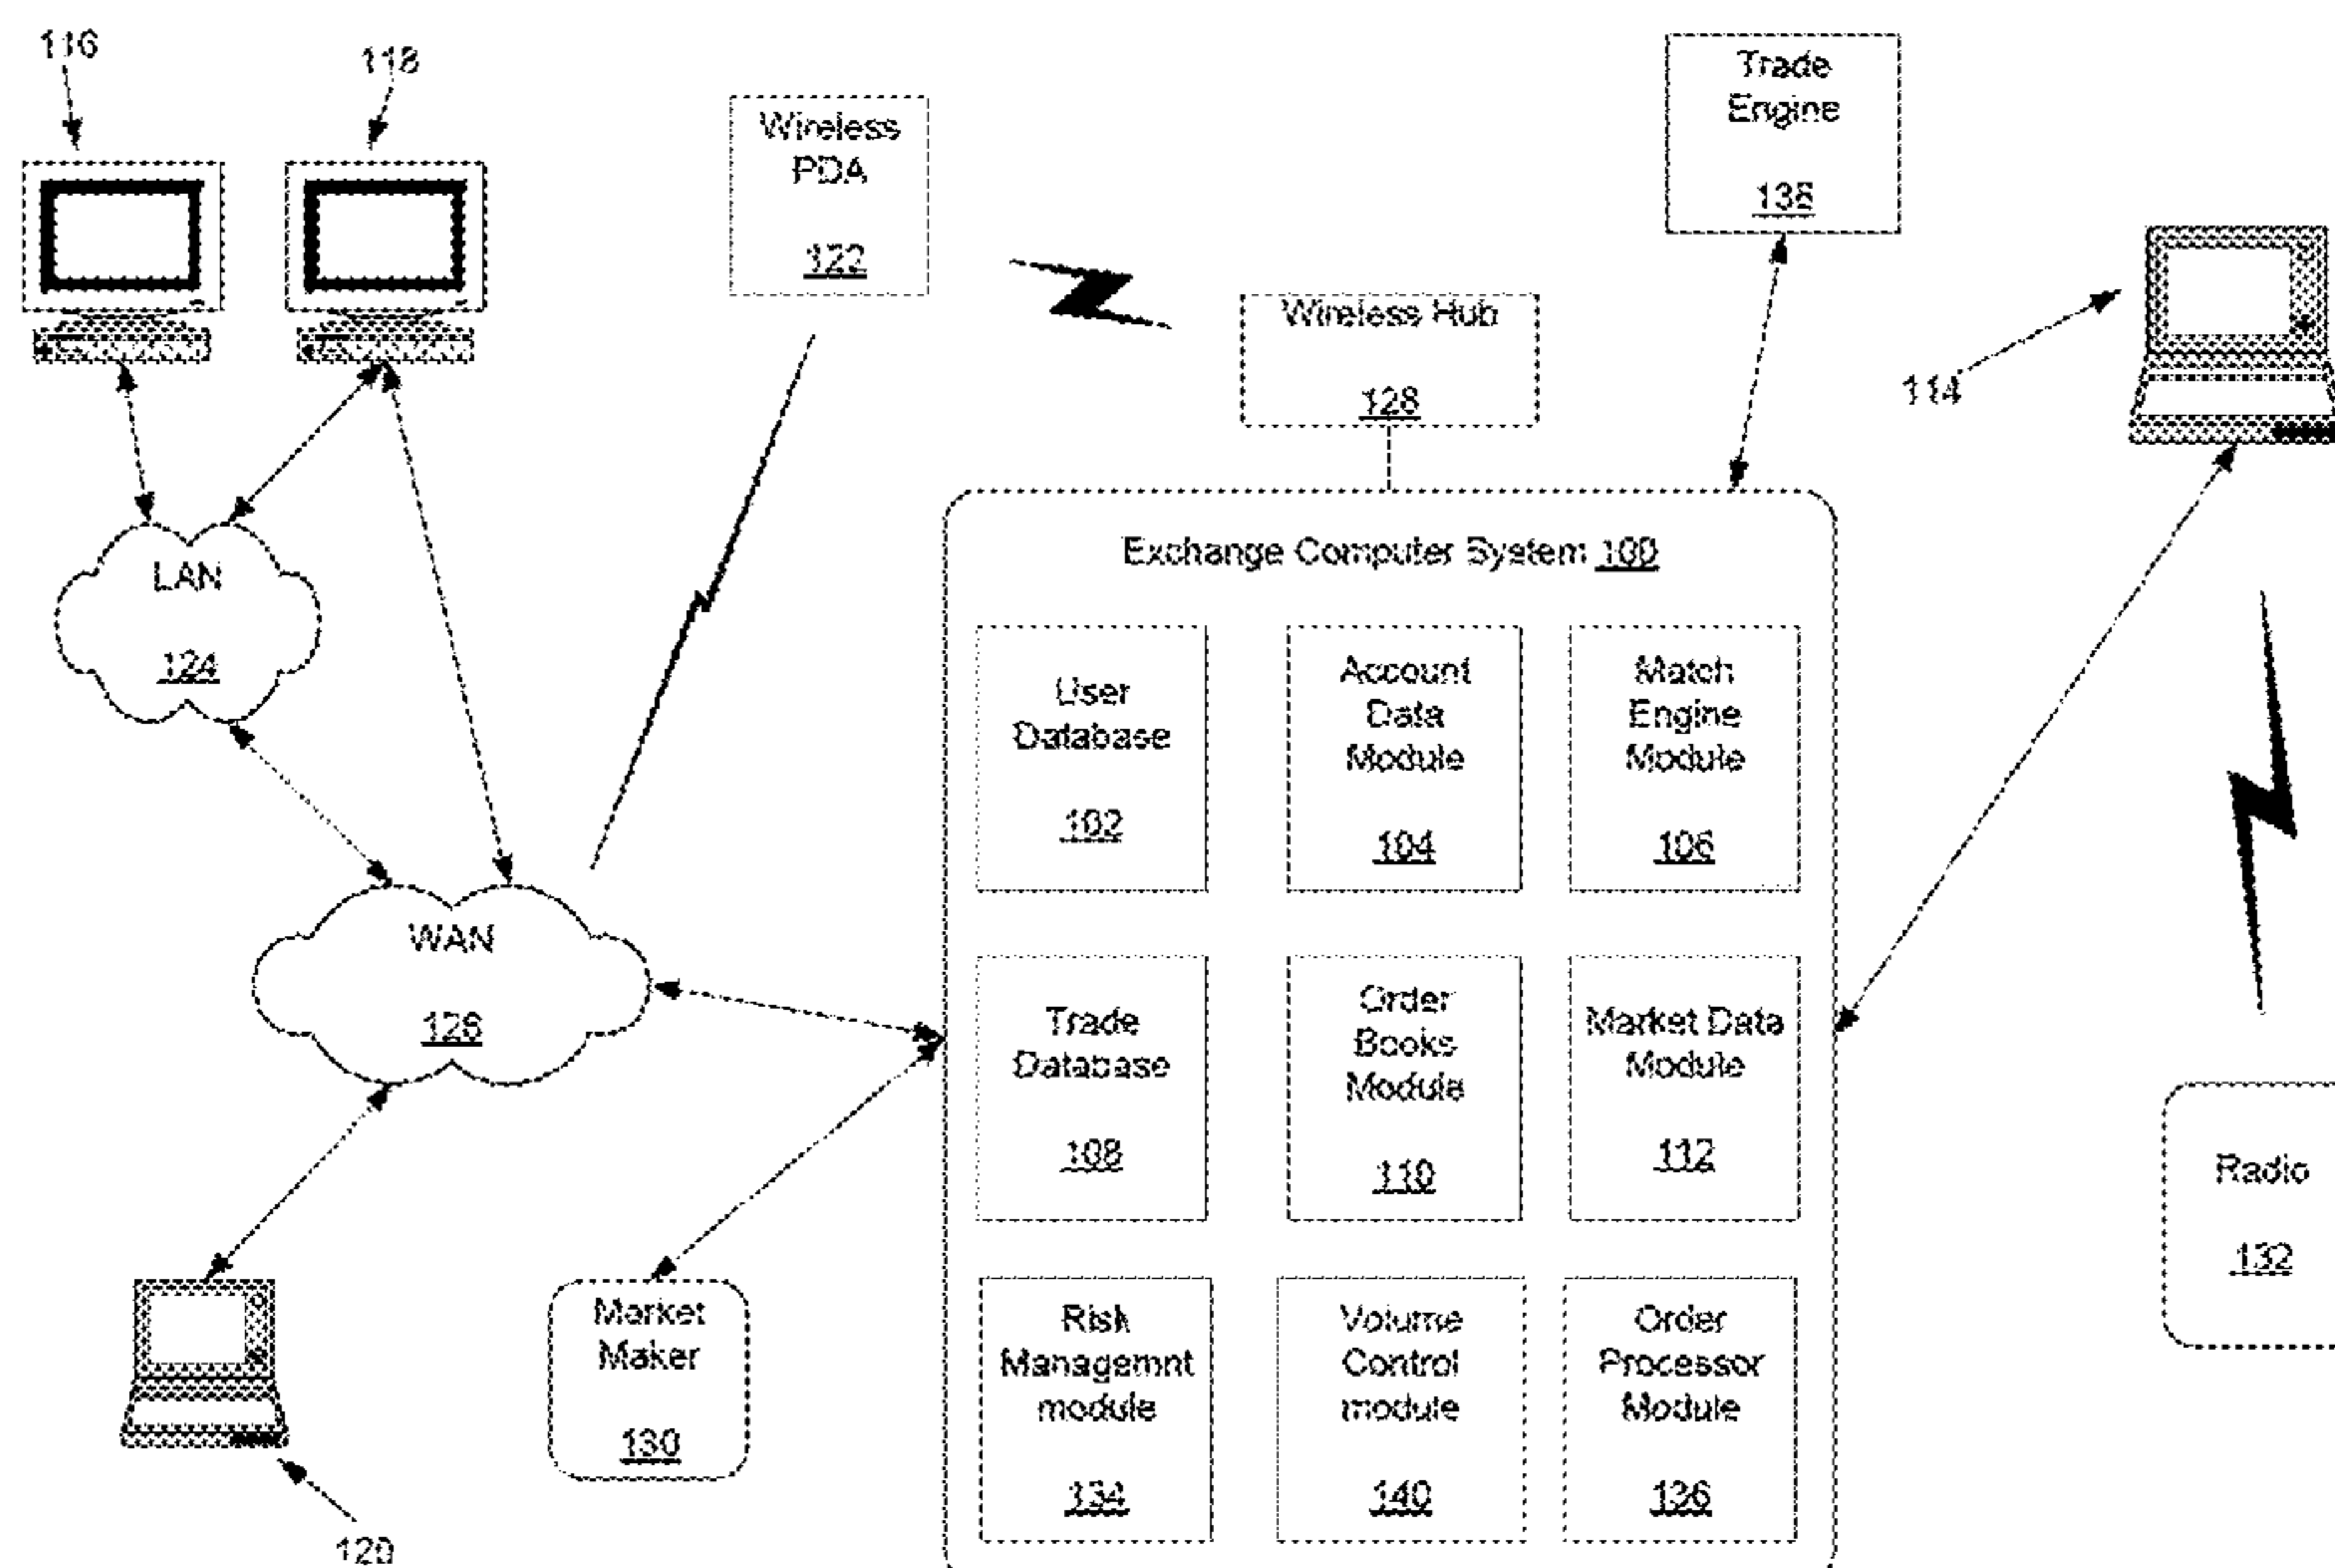 116
118
Wireless
PDA
122
Trade
Engine
138
Wireless Hub
128
114
LAN
124
Exchange Computer System 100
User
Database
102
Account
Data
Module
104
Match
Engine
Module
106
WAN
126
Trade
Database
108
Order
Books
Module
110
Market Data
Module
112
Radio
132
Market
Maker
130
Risk
Managemnt
module
134
Volume
Control
module
140
Order
Processor
Module
136
120